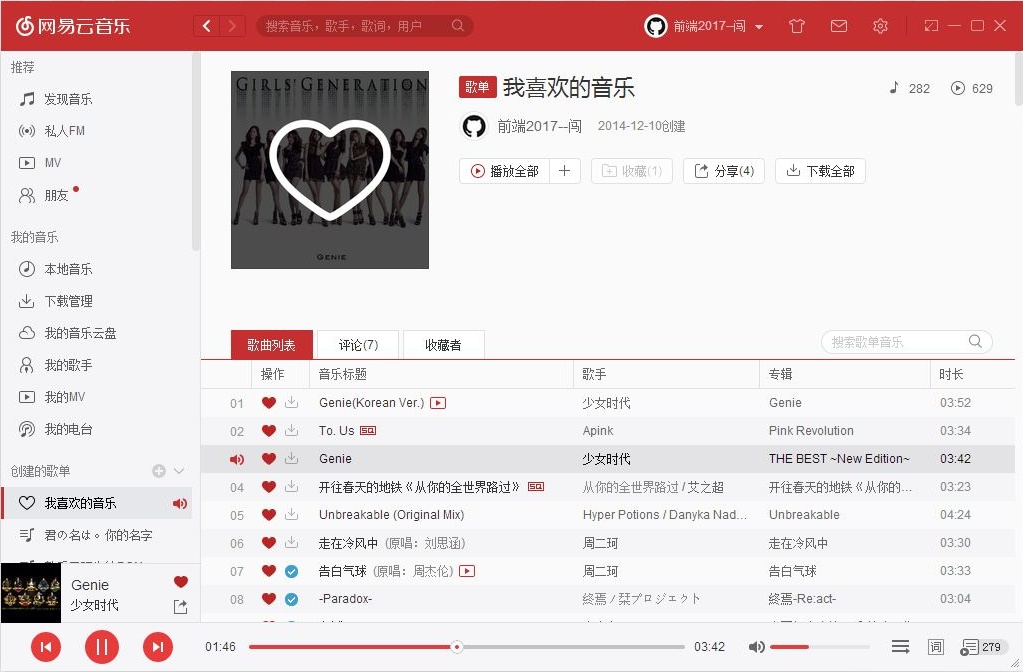 网易云音乐
搜索音乐，歌手，歌词，用户
前端2017--闯
推荐
发现音乐
私人FM
MV
朋友
我的音乐
本地音乐
下载管理
我的音乐云盘
我的歌手
我的MV
我的电台
创建的歌单
我喜欢的音乐
君の名は。你的名字
Genie
少女时代
GIRLS' GENERATION
GENIE
歌单 我喜欢的音乐
282 629
前端2017--闯 2014-12-10创建
播放全部 收藏(1) 分享(4) 下载全部
歌曲列表 评论(7) 收藏者 搜索歌单音乐
操作 音乐标题 歌手 专辑 时长
01 Genie(Korean Ver.) 少女时代 Genie 03:52
02 To. Us SQ Apink Pink Revolution 03:34
Genie 少女时代 THE BEST ~New Edition~ 03:42
04 开往春天的地铁《从你的全世界路过》 SQ 从你的全世界路过 / 艾之超 开往春天的地铁《从你的... 03:23
05 Unbreakable (Original Mix) Hyper Potions / Danyka Nad... Unbreakable 04:24
06 走在冷风中（原唱：刘思涵） 周二珂 走在冷风中 03:30
07 告白气球（原唱：周杰伦） 周二珂 告白气球 03:33
08 -Paradox- 终焉ノ栞プロジェクト 终焉-Re:act- 03:04
01:46 03:42 词 279